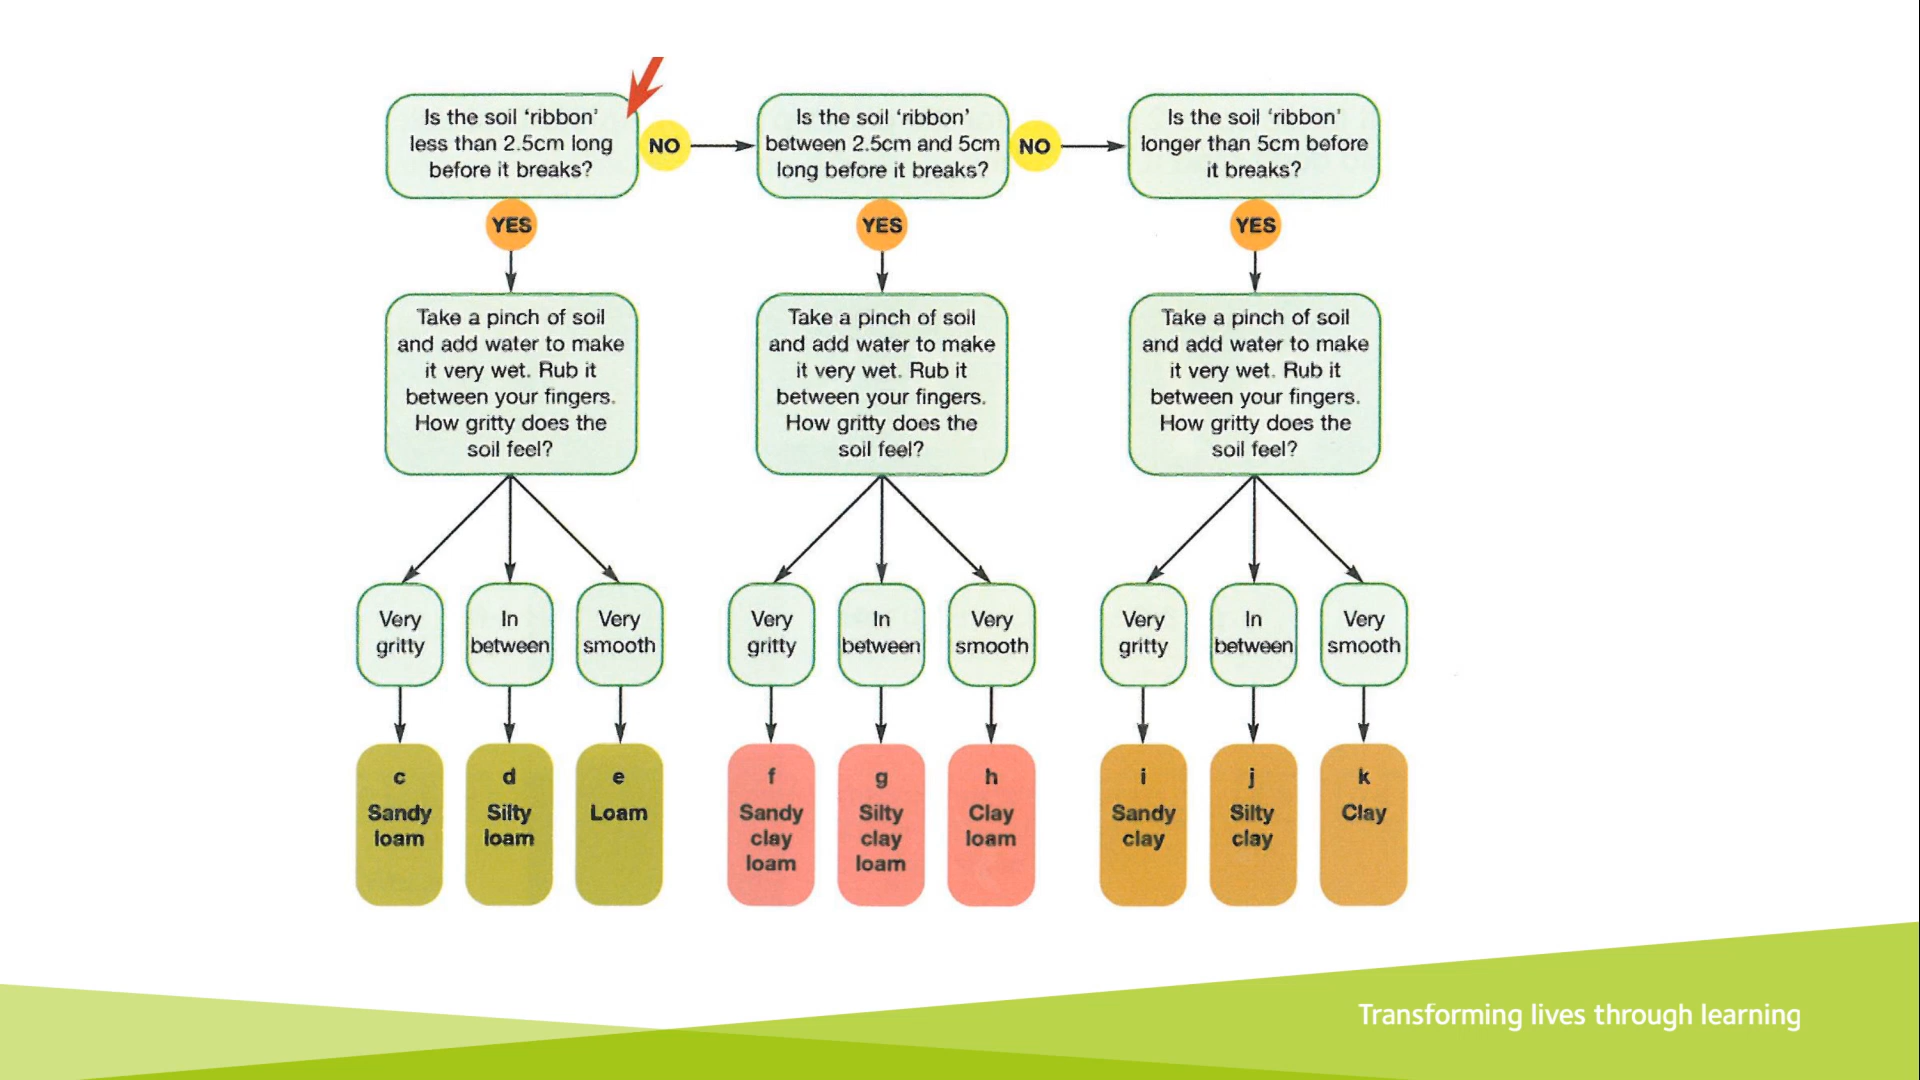 Is the soil ‘ribbon’
less than 2.5cm long
before it breaks?
NO
Is the soil ‘ribbon’
between 2.5cm and 5cm
long before it breaks?
NO
Is the soil ‘ribbon’
longer than 5cm before
it breaks?
YES
YES
YES
Take a pinch of soil
and add water to make
it very wet. Rub it
between your fingers.
How gritty does the
soil feel?
Take a pinch of soil
and add water to make
it very wet. Rub it
between your fingers.
How gritty does the
soil feel?
Take a pinch of soil
and add water to make
it very wet. Rub it
between your fingers.
How gritty does the
soil feel?
Very
gritty
In
between
Very
smooth
Very
gritty
In
between
Very
smooth
Very
gritty
In
between
Very
smooth
c
Sandy
loam
d
Silty
loam
e
Loam
f
Sandy
clay
loam
g
Silty
clay
loam
h
Clay
loam
i
Sandy
clay
j
Silty
clay
k
Clay
Transforming lives through learning